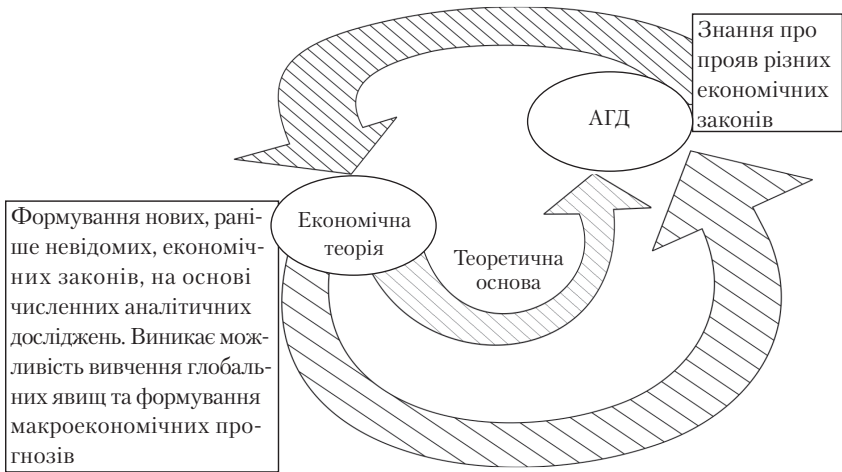 Знання про
прояв різних
економічних
законів
АГД
Економічна
теорія
Теоретична
основа
Формування нових, рані-
ше невідомих, економіч-
них законів, на основі
численних аналітичних
досліджень. Виникає мож-
ливість вивчення глобаль-
них явищ та формування
макроекономічних про-
гнозів